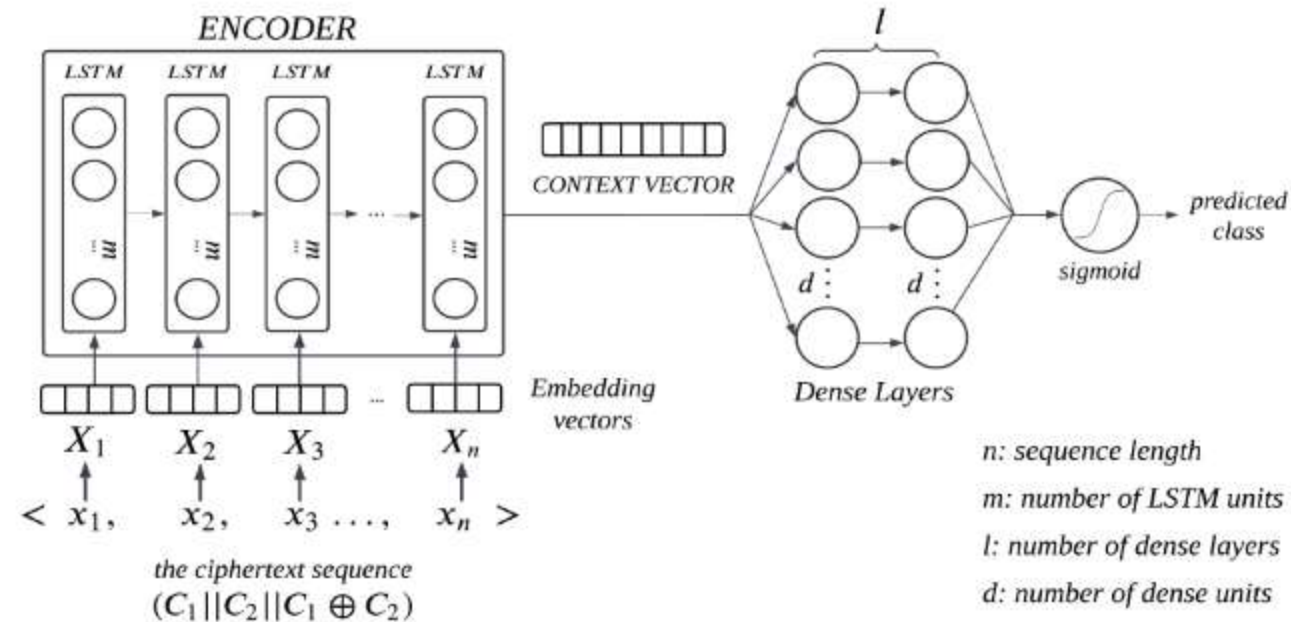 ENCODER
LSTM LSTM LSTM LSTM
m m m m
... ... ... ...
...
CONTEXT VECTOR
l
d ⋮ d ⋮
Dense Layers
sigmoid
predicted
class
...
Embedding
vectors
X₁ X₂ X₃ Xₙ
< x₁, x₂, x₃ ..., xₙ >
the ciphertext sequence
(C₁||C₂||C₁ ⊕ C₂)
n: sequence length
m: number of LSTM units
l: number of dense layers
d: number of dense units